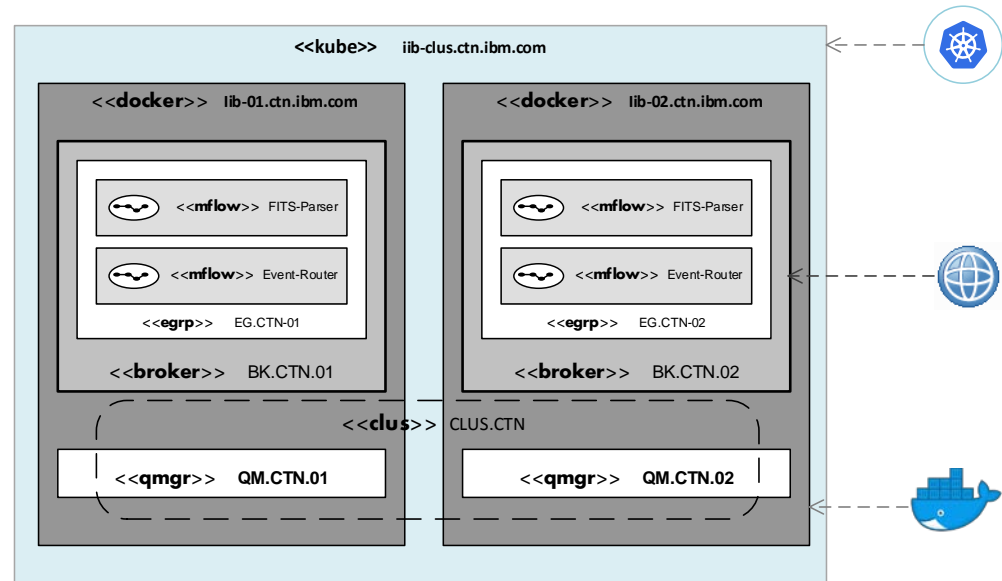 <<kube>> iib-clus.ctn.ibm.com
<<docker>> Iib-01.ctn.ibm.com
<<docker>> Iib-02.ctn.ibm.com
<<mflow>> FITS-Parser
<<mflow>> FITS-Parser
<<mflow>> Event-Router
<<mflow>> Event-Router
<<egrp>> EG.CTN-01
<<egrp>> EG.CTN-02
<<broker>> BK.CTN.01
<<broker>> BK.CTN.02
<<clus>> CLUS.CTN
<<qmgr>> QM.CTN.01
<<qmgr>> QM.CTN.02